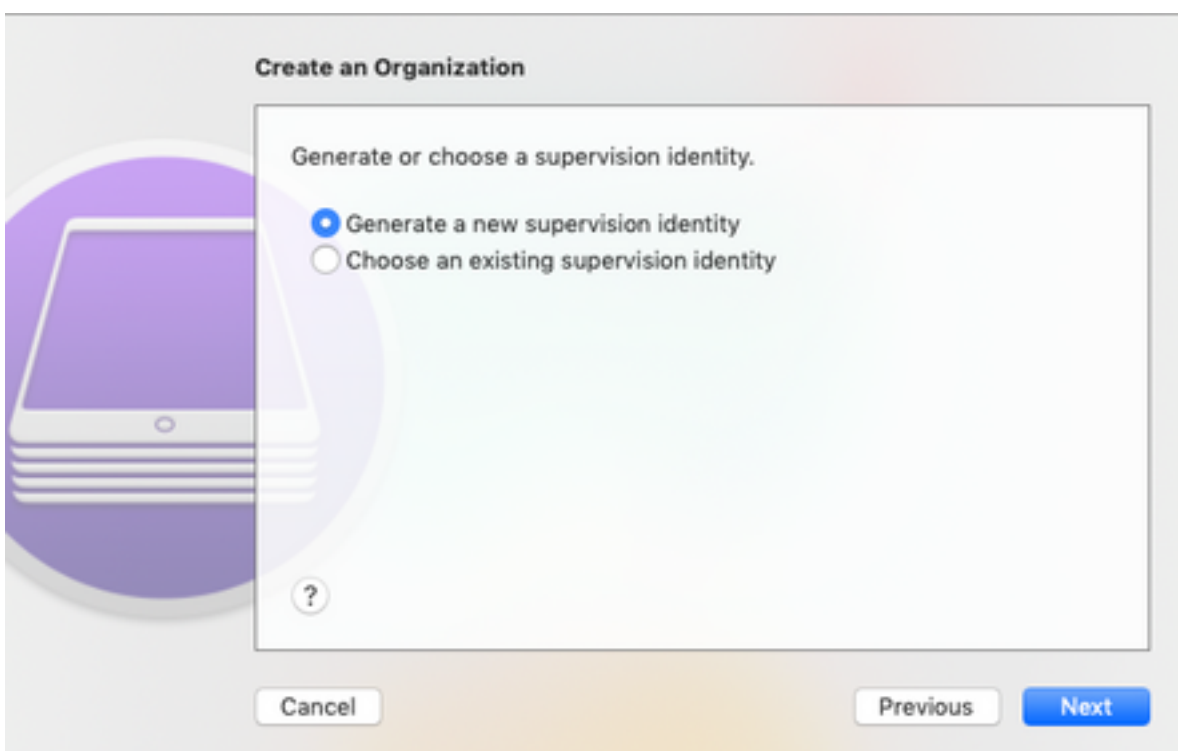 Create an Organization
Generate or choose a supervision identity.
Generate a new supervision identity
Choose an existing supervision identity
?
Cancel
Previous
Next